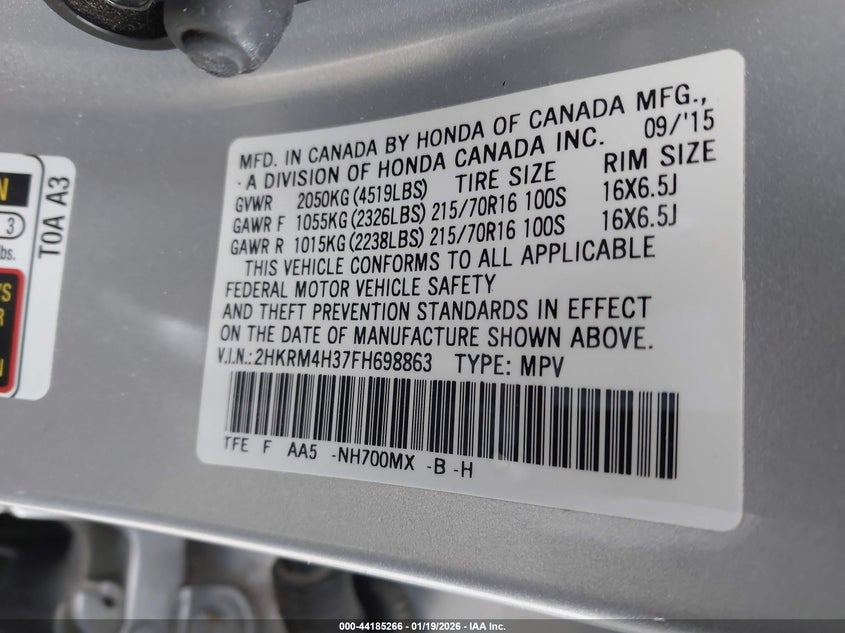 MFD. IN CANADA BY HONDA OF CANADA MFG.,
A DIVISION OF HONDA CANADA INC. 09/'15
GVWR 2050KG (4519LBS) TIRE SIZE RIM SIZE
GAWR F 1055KG (2326LBS) 215/70R16 100S 16X6.5J
GAWR R 1015KG (2238LBS) 215/70R16 100S 16X6.5J
THIS VEHICLE CONFORMS TO ALL APPLICABLE
FEDERAL MOTOR VEHICLE SAFETY
AND THEFT PREVENTION STANDARDS IN EFFECT
ON THE DATE OF MANUFACTURE SHOWN ABOVE.
V.I.N.: 2HKRM4H37FH698863 TYPE: MPV
TFE F AA5 -NH700MX -B -H
TOA A3
3
000-44185266 - 01/19/2026 - IAA Inc.